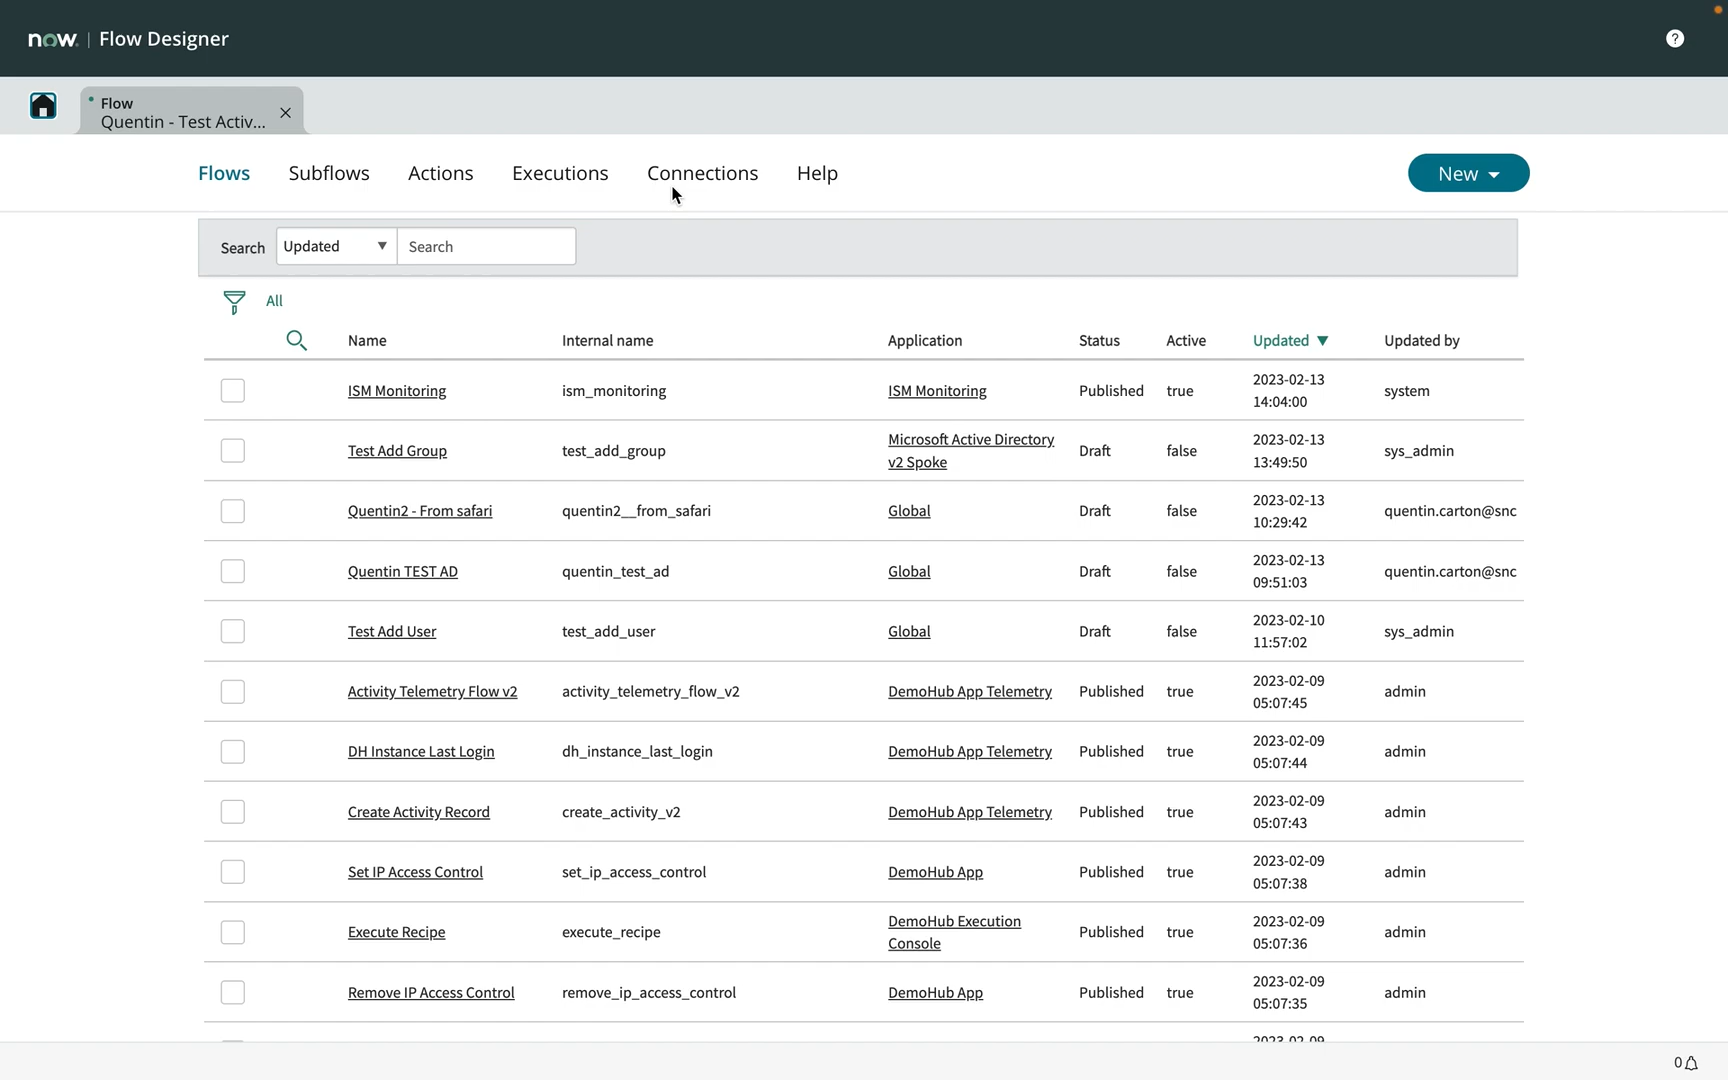 now. | Flow Designer
?
Flow
Quentin - Test Activ...
Flows Subflows Actions Executions Connections Help New
Search Updated Search
All
Name Internal name Application Status Active Updated Updated by
ISM Monitoring ism_monitoring ISM Monitoring Published true 2023-02-13 14:04:00 system
Test Add Group test_add_group Microsoft Active Directory v2 Spoke Draft false 2023-02-13 13:49:50 sys_admin
Quentin2 - From safari quentin2__from_safari Global Draft false 2023-02-13 10:29:42 quentin.carton@snc
Quentin TEST AD quentin_test_ad Global Draft false 2023-02-13 09:51:03 quentin.carton@snc
Test Add User test_add_user Global Draft false 2023-02-10 11:57:02 sys_admin
Activity Telemetry Flow v2 activity_telemetry_flow_v2 DemoHub App Telemetry Published true 2023-02-09 05:07:45 admin
DH Instance Last Login dh_instance_last_login DemoHub App Telemetry Published true 2023-02-09 05:07:44 admin
Create Activity Record create_activity_v2 DemoHub App Telemetry Published true 2023-02-09 05:07:43 admin
Set IP Access Control set_ip_access_control DemoHub App Published true 2023-02-09 05:07:38 admin
Execute Recipe execute_recipe DemoHub Execution Console Published true 2023-02-09 05:07:36 admin
Remove IP Access Control remove_ip_access_control DemoHub App Published true 2023-02-09 05:07:35 admin
0